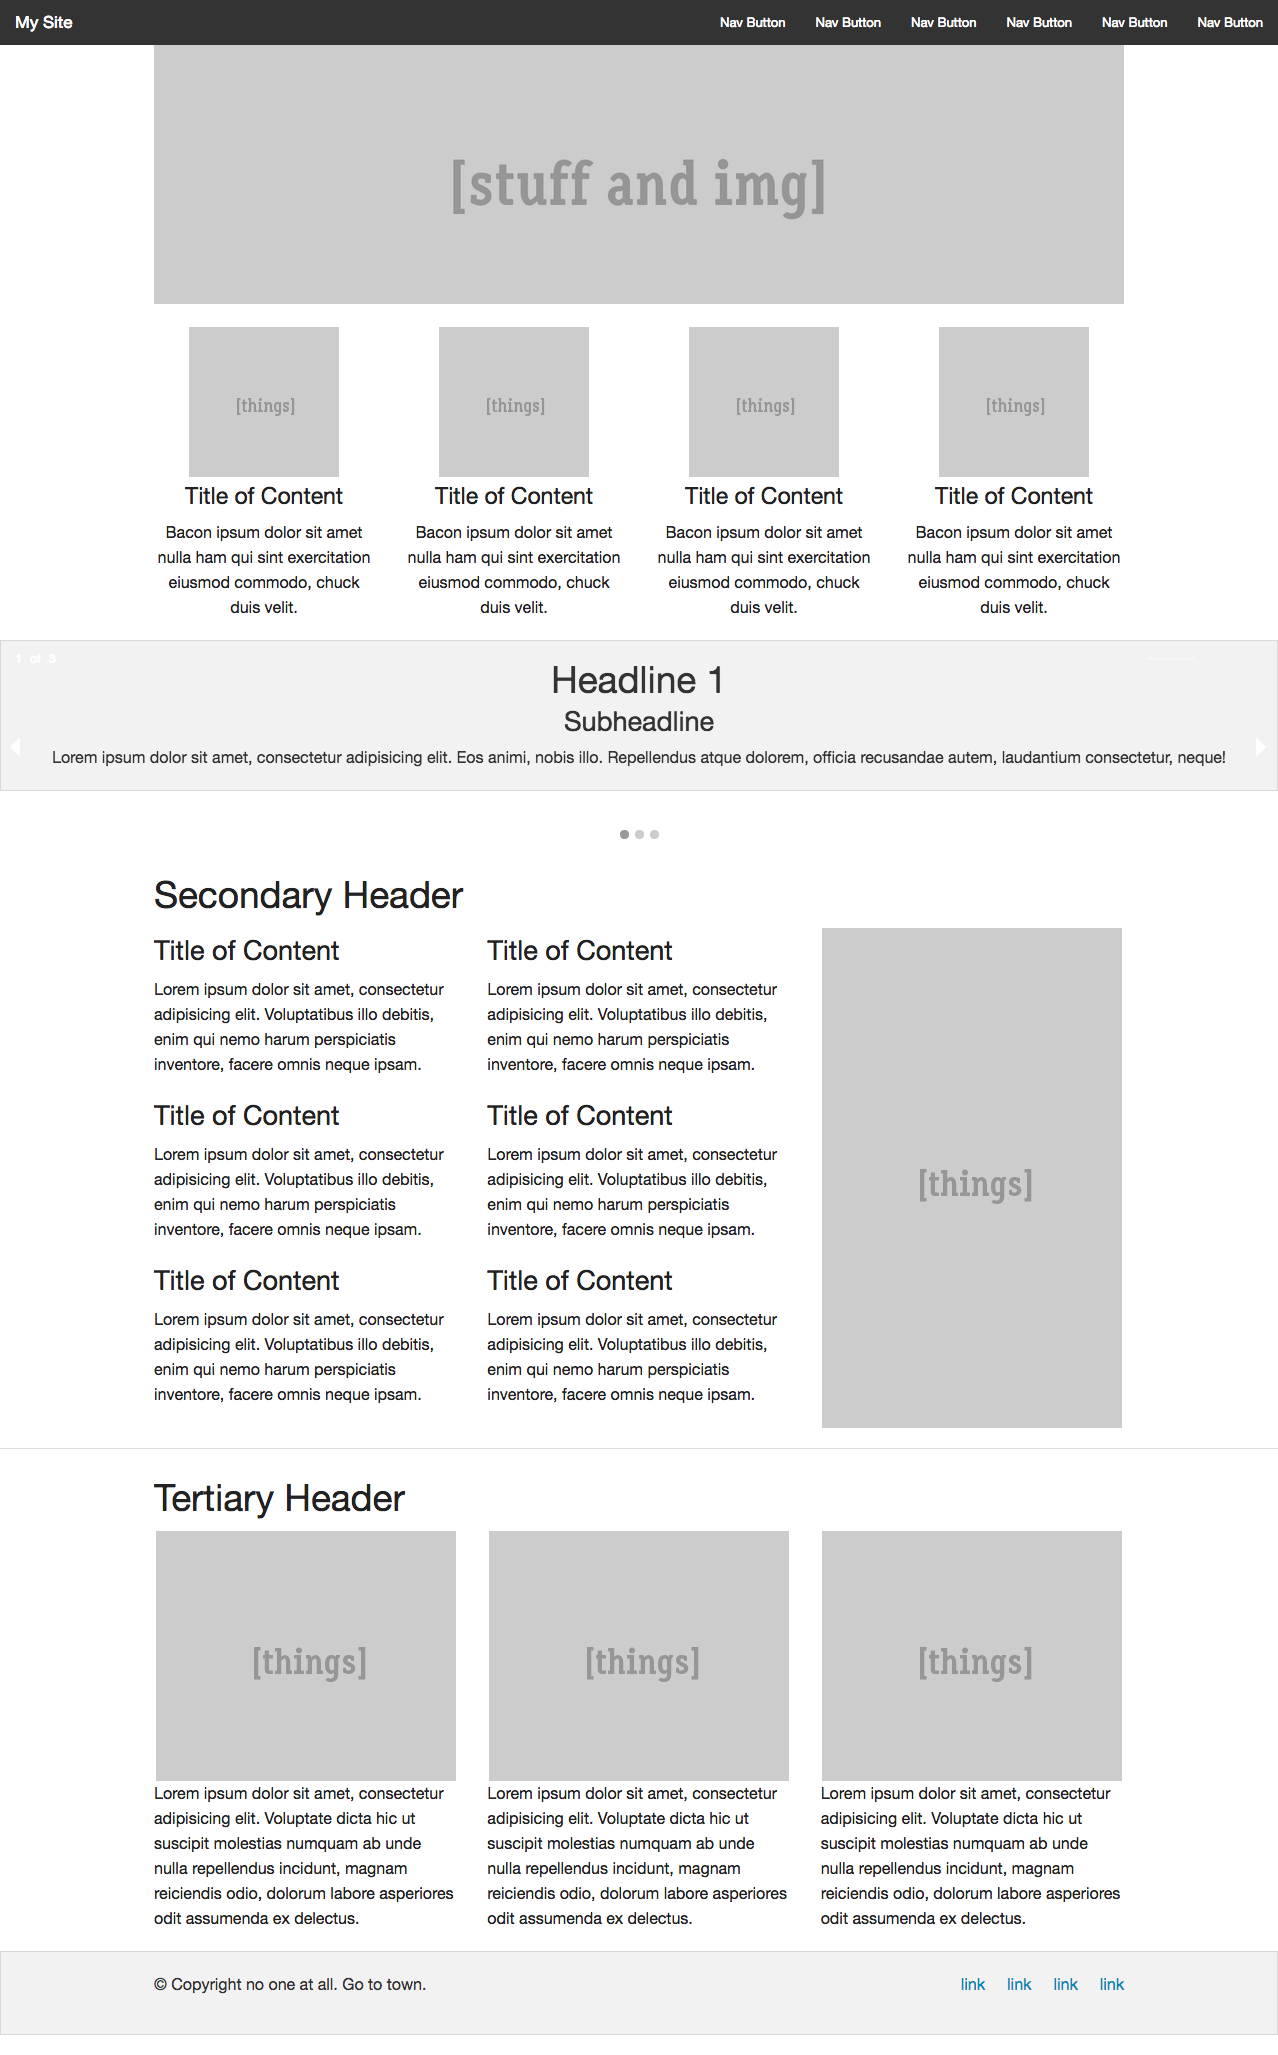 My Site
Nav Button Nav Button Nav Button Nav Button Nav Button Nav Button
[stuff and img]
[things] [things] [things] [things]
Title of Content
Bacon ipsum dolor sit amet
nulla ham qui sint exercitation
eiusmod commodo, chuck
duis velit.
Title of Content
Bacon ipsum dolor sit amet
nulla ham qui sint exercitation
eiusmod commodo, chuck
duis velit.
Title of Content
Bacon ipsum dolor sit amet
nulla ham qui sint exercitation
eiusmod commodo, chuck
duis velit.
Title of Content
Bacon ipsum dolor sit amet
nulla ham qui sint exercitation
eiusmod commodo, chuck
duis velit.
1 of 3
Headline 1
Subheadline
Lorem ipsum dolor sit amet, consectetur adipisicing elit. Eos animi, nobis illo. Repellendus atque dolorem, officia recusandae autem, laudantium consectetur, neque!
Secondary Header
Title of Content
Lorem ipsum dolor sit amet, consectetur
adipisicing elit. Voluptatibus illo debitis,
enim qui nemo harum perspiciatis
inventore, facere omnis neque ipsam.
Title of Content
Lorem ipsum dolor sit amet, consectetur
adipisicing elit. Voluptatibus illo debitis,
enim qui nemo harum perspiciatis
inventore, facere omnis neque ipsam.
Title of Content
Lorem ipsum dolor sit amet, consectetur
adipisicing elit. Voluptatibus illo debitis,
enim qui nemo harum perspiciatis
inventore, facere omnis neque ipsam.
Title of Content
Lorem ipsum dolor sit amet, consectetur
adipisicing elit. Voluptatibus illo debitis,
enim qui nemo harum perspiciatis
inventore, facere omnis neque ipsam.
Title of Content
Lorem ipsum dolor sit amet, consectetur
adipisicing elit. Voluptatibus illo debitis,
enim qui nemo harum perspiciatis
inventore, facere omnis neque ipsam.
Title of Content
Lorem ipsum dolor sit amet, consectetur
adipisicing elit. Voluptatibus illo debitis,
enim qui nemo harum perspiciatis
inventore, facere omnis neque ipsam.
[things]
Tertiary Header
[things] [things] [things]
Lorem ipsum dolor sit amet, consectetur
adipisicing elit. Voluptate dicta hic ut
suscipit molestias numquam ab unde
nulla repellendus incidunt, magnam
reiciendis odio, dolorum labore asperiores
odit assumenda ex delectus.
Lorem ipsum dolor sit amet, consectetur
adipisicing elit. Voluptate dicta hic ut
suscipit molestias numquam ab unde
nulla repellendus incidunt, magnam
reiciendis odio, dolorum labore asperiores
odit assumenda ex delectus.
Lorem ipsum dolor sit amet, consectetur
adipisicing elit. Voluptate dicta hic ut
suscipit molestias numquam ab unde
nulla repellendus incidunt, magnam
reiciendis odio, dolorum labore asperiores
odit assumenda ex delectus.
© Copyright no one at all. Go to town.
link link link link